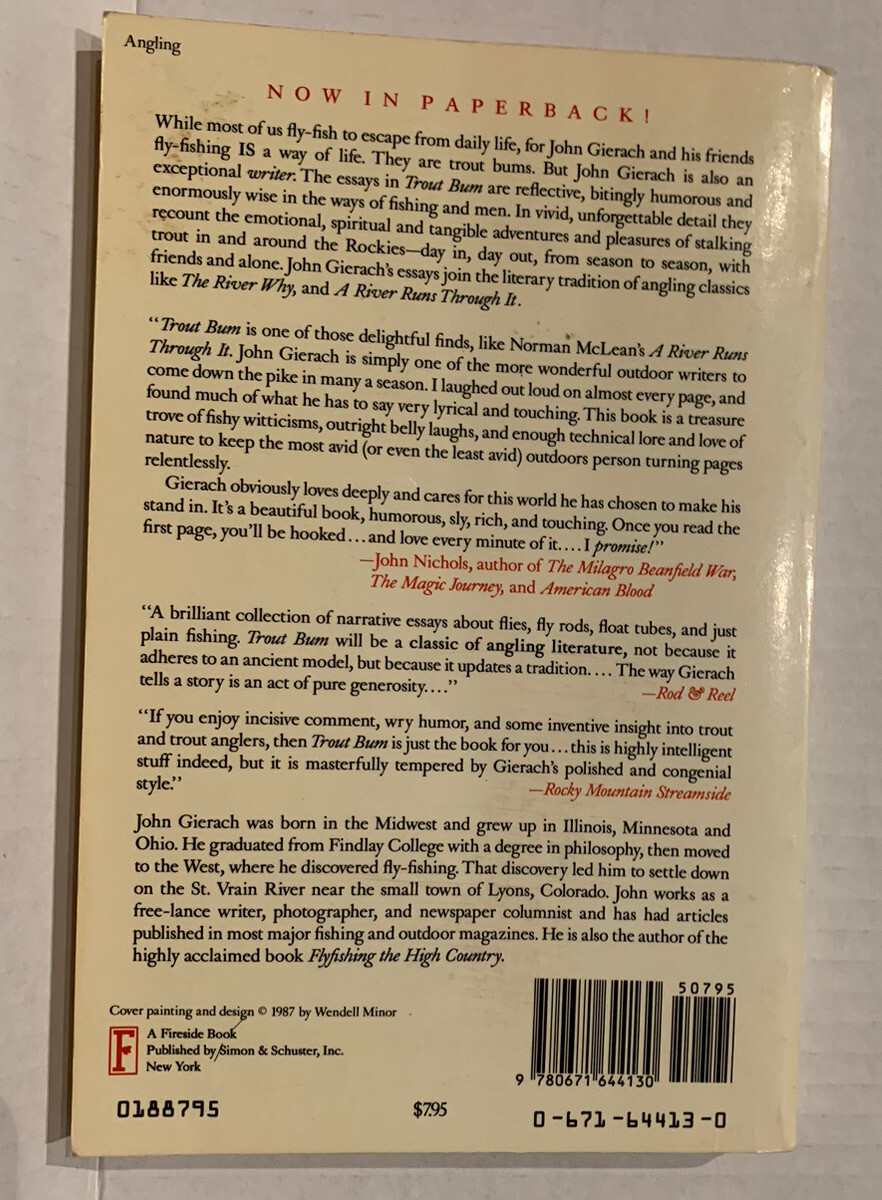 Angling
NOW IN PAPERBACK!
While most of us fly-fish to escape from daily life, for John Gierach and his friends
fly-fishing IS a way of life. They are trout bums. But John Gierach is also an
exceptional writer. The essays in Trout Bum are reflective, bitingly humorous and
enormously wise in the ways of fishing and men. In vivid, unforgettable detail they
recount the emotional, spiritual and tangible adventures and pleasures of stalking
trout in and around the Rockies—day in, day out, from season to season, with
friends and alone. John Gierach's essays join the literary tradition of angling classics
like The River Why, and A River Runs Through It.
“Trout Bum is one of those delightful finds, like Norman McLean's A River Runs
Through It. John Gierach is simply one of the more wonderful outdoor writers to
come down the pike in many a season. I laughed out loud on almost every page, and
found much of what he has to say very lyrical and touching. This book is a treasure
trove of fishy witticisms, outright belly laughs, and enough technical lore and love of
nature to keep the most avid (or even the least avid) outdoors person turning pages
relentlessly.
Gierach obviously loves deeply and cares for this world he has chosen to make his
stand in. It's a beautiful book, humorous, sly, rich, and touching. Once you read the
first page, you'll be hooked...and love every minute of it.... I promise!”
—John Nichols, author of The Milagro Beanfield War,
The Magic Journey, and American Blood
“A brilliant collection of narrative essays about flies, fly rods, float tubes, and just
plain fishing. Trout Bum will be a classic of angling literature, not because it
adheres to an ancient model, but because it updates a tradition.... The way Gierach
tells a story is an act of pure generosity....”
—Rod & Reel
“If you enjoy incisive comment, wry humor, and some inventive insight into trout
and trout anglers, then Trout Bum is just the book for you...this is highly intelligent
stuff indeed, but it is masterfully tempered by Gierach's polished and congenial
style.”
—Rocky Mountain Streamside
John Gierach was born in the Midwest and grew up in Illinois, Minnesota and
Ohio. He graduated from Findlay College with a degree in philosophy, then moved
to the West, where he discovered fly-fishing. That discovery led him to settle down
on the St. Vrain River near the small town of Lyons, Colorado. John works as a
free-lance writer, photographer, and newspaper columnist and has had articles
published in most major fishing and outdoor magazines. He is also the author of the
highly acclaimed book Flyfishing the High Country.
Cover painting and design © 1987 by Wendell Minor
F
A Fireside Book
Published by Simon & Schuster, Inc.
New York
50795
9 780671 644130
0188795
$7.95
0-671-64413-0